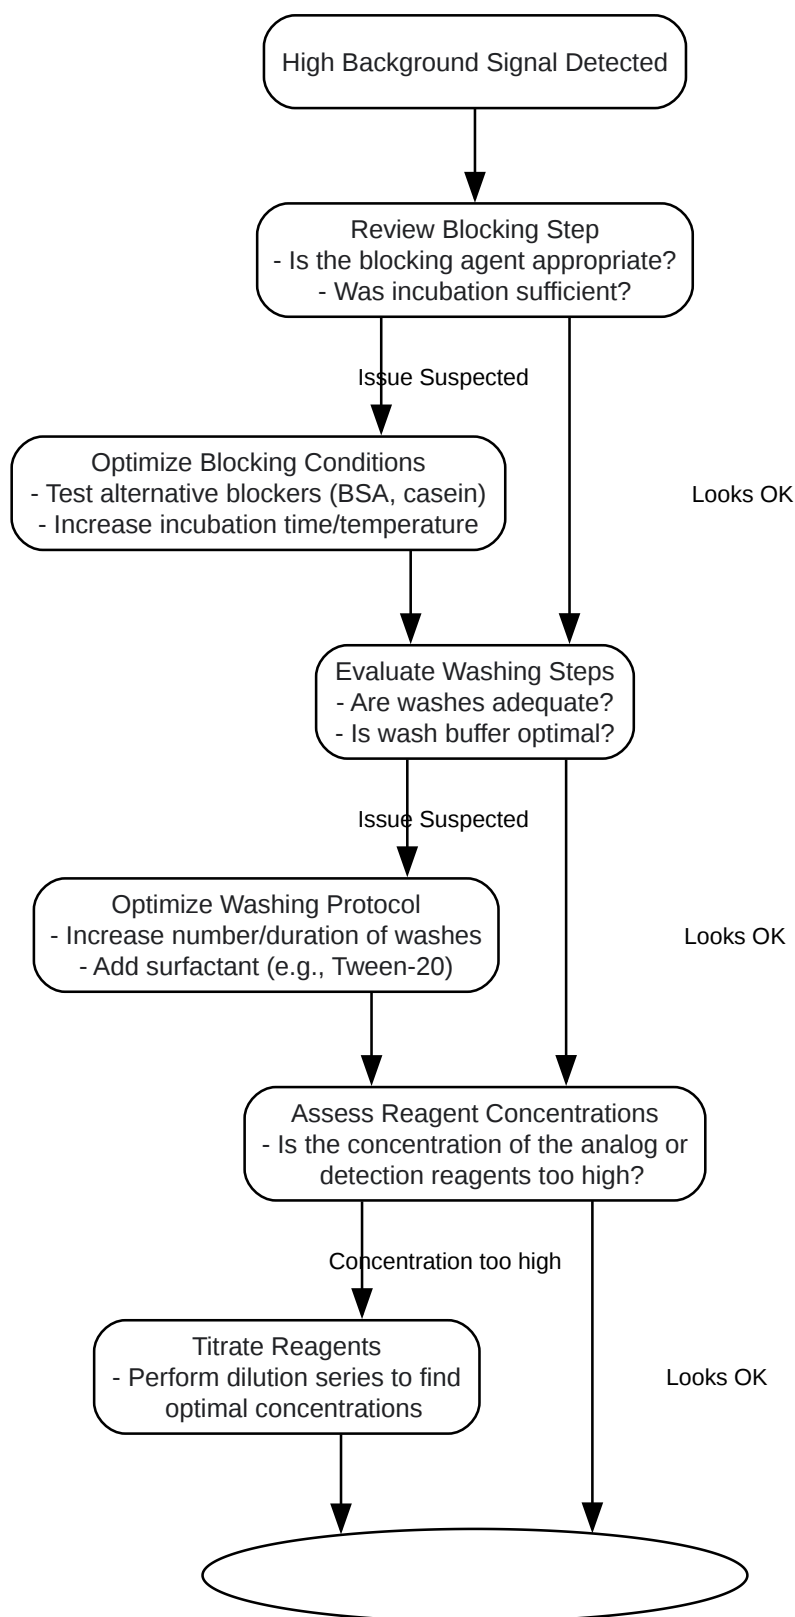 High Background Signal Detected
Review Blocking Step
- Is the blocking agent appropriate?
- Was incubation sufficient?
Issue Suspected
Optimize Blocking Conditions
- Test alternative blockers (BSA, casein)
- Increase incubation time/temperature
Looks OK
Evaluate Washing Steps
- Are washes adequate?
- Is wash buffer optimal?
Issue Suspected
Optimize Washing Protocol
- Increase number/duration of washes
- Add surfactant (e.g., Tween-20)
Looks OK
Assess Reagent Concentrations
- Is the concentration of the analog or
detection reagents too high?
Concentration too high
Titrate Reagents
- Perform dilution series to find
optimal concentrations
Looks OK